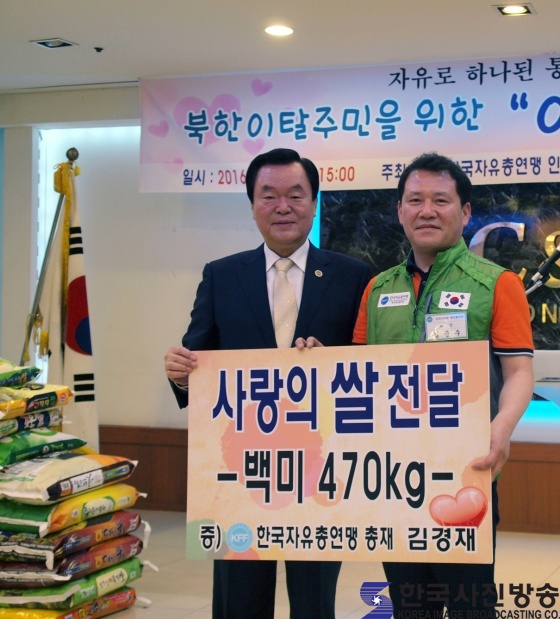 자유로 하나된 통
북한이탈주민을 위한 "
일시 : 2016 15:00 주최 한국자유총연맹 인
사랑의 쌀 전달
-백미 470kg-
증) KFF 한국자유총연맹 총재 김경재
한국사진방송
KOREA IMAGE BROADCASTING CO.